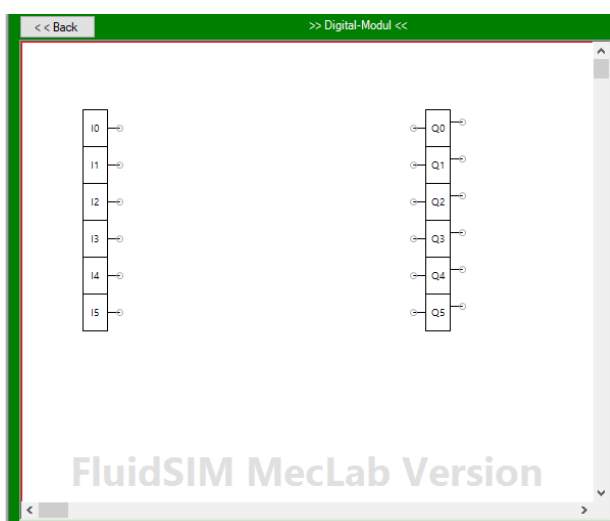 < < Back
>> Digital-Modul <<
I0
Q0
I1
Q1
I2
Q2
I3
Q3
I4
Q4
I5
Q5
FluidSIM MecLab Version